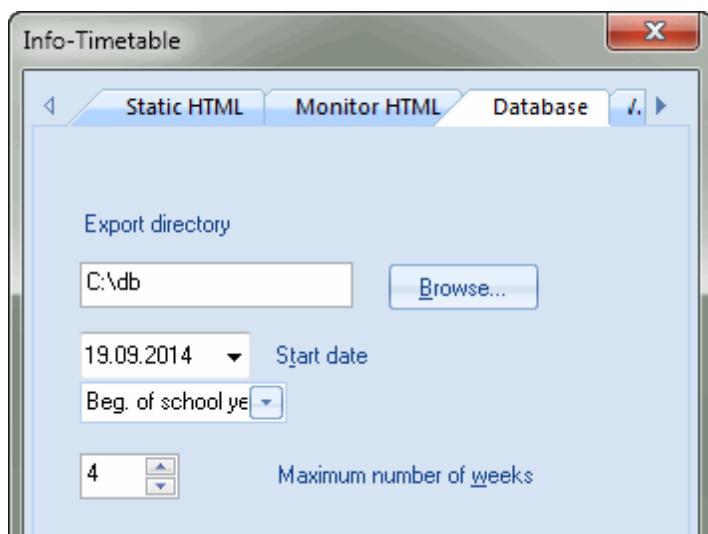 Info-Timetable
Static HTML Monitor HTML Database
Export directory
C:\db Browse...
19.09.2014 Start date
Beg. of school ye
4 Maximum number of weeks